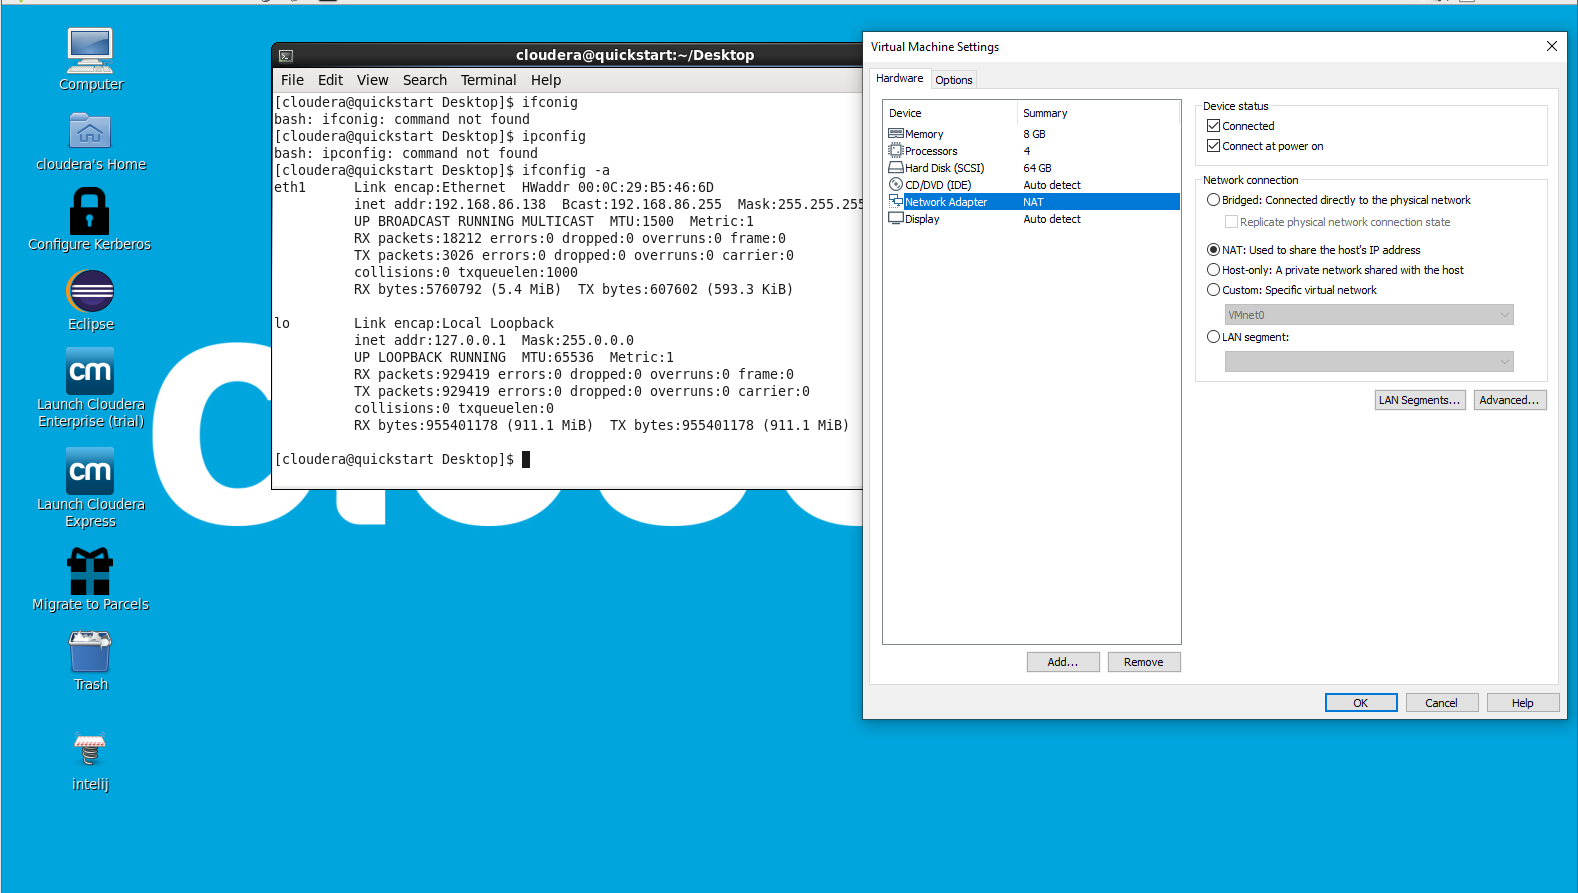 Computer
cloudera's Home
Configure Kerberos
Eclipse
cm
Launch Cloudera
Enterprise (trial)
cm
Launch Cloudera
Express
Migrate to Parcels
Trash
intelij
cloudera@quickstart:~/Desktop
File Edit View Search Terminal Help
[cloudera@quickstart Desktop]$ ifconig
bash: ifconig: command not found
[cloudera@quickstart Desktop]$ ipconfig
bash: ipconfig: command not found
[cloudera@quickstart Desktop]$ ifconfig -a
eth1 Link encap:Ethernet HWaddr 00:0C:29:B5:46:6D
inet addr:192.168.86.138 Bcast:192.168.86.255 Mask:255.255.255
UP BROADCAST RUNNING MULTICAST MTU:1500 Metric:1
RX packets:18212 errors:0 dropped:0 overruns:0 frame:0
TX packets:3026 errors:0 dropped:0 overruns:0 carrier:0
collisions:0 txqueuelen:1000
RX bytes:5760792 (5.4 MiB) TX bytes:607602 (593.3 KiB)
lo Link encap:Local Loopback
inet addr:127.0.0.1 Mask:255.0.0.0
UP LOOPBACK RUNNING MTU:65536 Metric:1
RX packets:929419 errors:0 dropped:0 overruns:0 frame:0
TX packets:929419 errors:0 dropped:0 overruns:0 carrier:0
collisions:0 txqueuelen:0
RX bytes:955401178 (911.1 MiB) TX bytes:955401178 (911.1 MiB)
[cloudera@quickstart Desktop]$
Virtual Machine Settings
Hardware Options
Device Summary
Memory 8 GB
Processors 4
Hard Disk (SCSI) 64 GB
CD/DVD (IDE) Auto detect
Network Adapter NAT
Display Auto detect
Add... Remove
Device status
Connected
Connect at power on
Network connection
Bridged: Connected directly to the physical network
Replicate physical network connection state
NAT: Used to share the host's IP address
Host-only: A private network shared with the host
Custom: Specific virtual network
VMnet0
LAN segment:
LAN Segments... Advanced...
OK Cancel Help